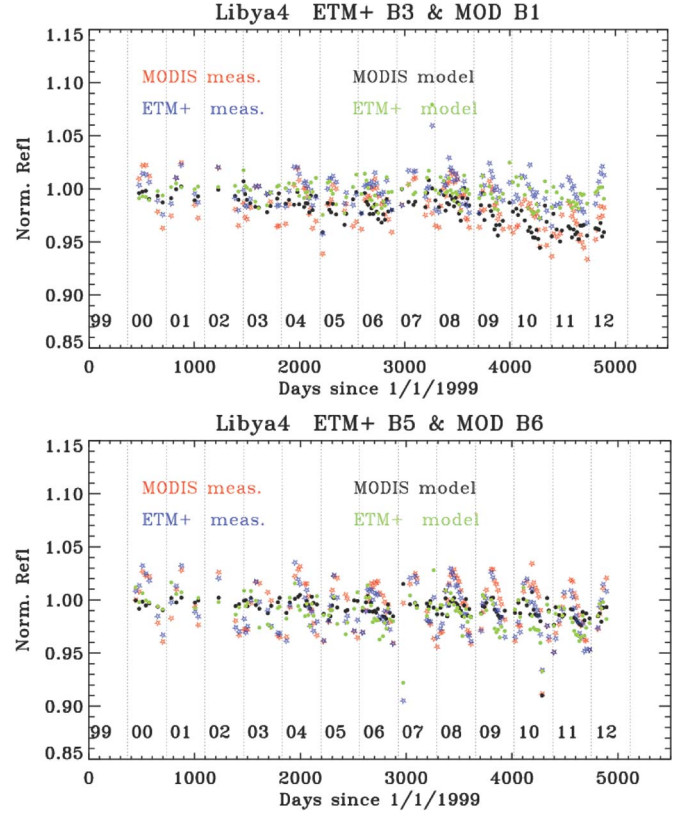 Libya4 ETM+ B3 & MOD B1
1.15
1.10
1.05
1.00
0.95
0.90
0.85
Norm. Refl
MODIS meas. MODIS model
ETM+ meas. ETM+ model
99 00 01 02 03 04 05 06 07 08 09 10 11 12
0 1000 2000 3000 4000 5000
Days since 1/1/1999
Libya4 ETM+ B5 & MOD B6
1.15
1.10
1.05
1.00
0.95
0.90
0.85
Norm. Refl
MODIS meas. MODIS model
ETM+ meas. ETM+ model
99 00 01 02 03 04 05 06 07 08 09 10 11 12
0 1000 2000 3000 4000 5000
Days since 1/1/1999